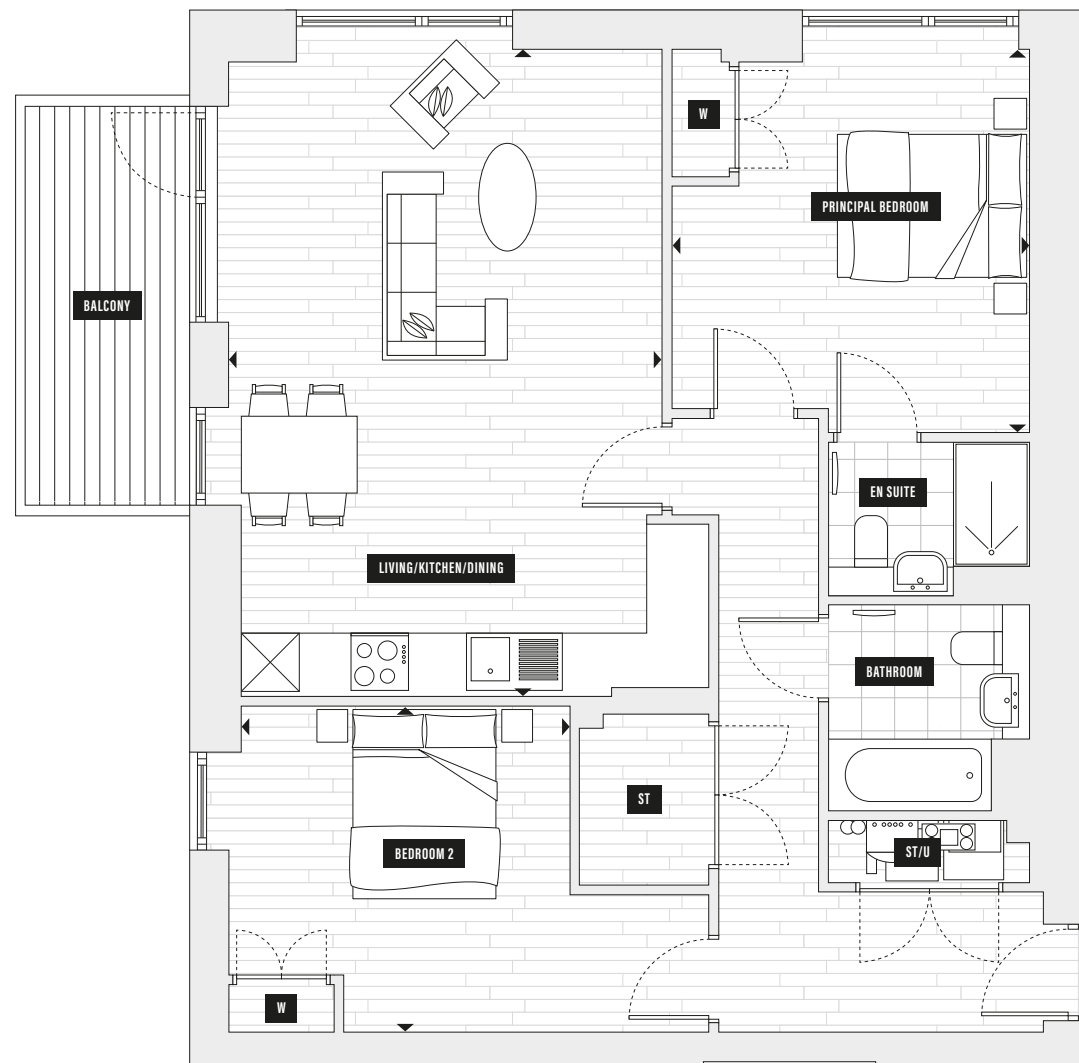 W
PRINCIPAL BEDROOM
BALCONY
EN SUITE
LIVING/KITCHEN/DINING
BATHROOM
ST
BEDROOM 2
ST/U
W